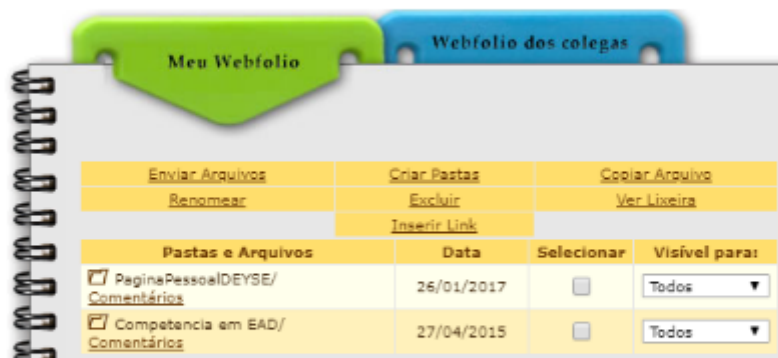 Meu Webfolio
Webfolio dos colegas
Enviar Arquivos Criar Pastas Copiar Arquivo
Renomear Excluir Ver Lixeira
Inserir Link
Pastas e Arquivos Data Selecionar Visível para:
PaginaPessoalDEYSE/
Comentários 26/01/2017 Todos
Competencia em EAD/
Comentários 27/04/2015 Todos